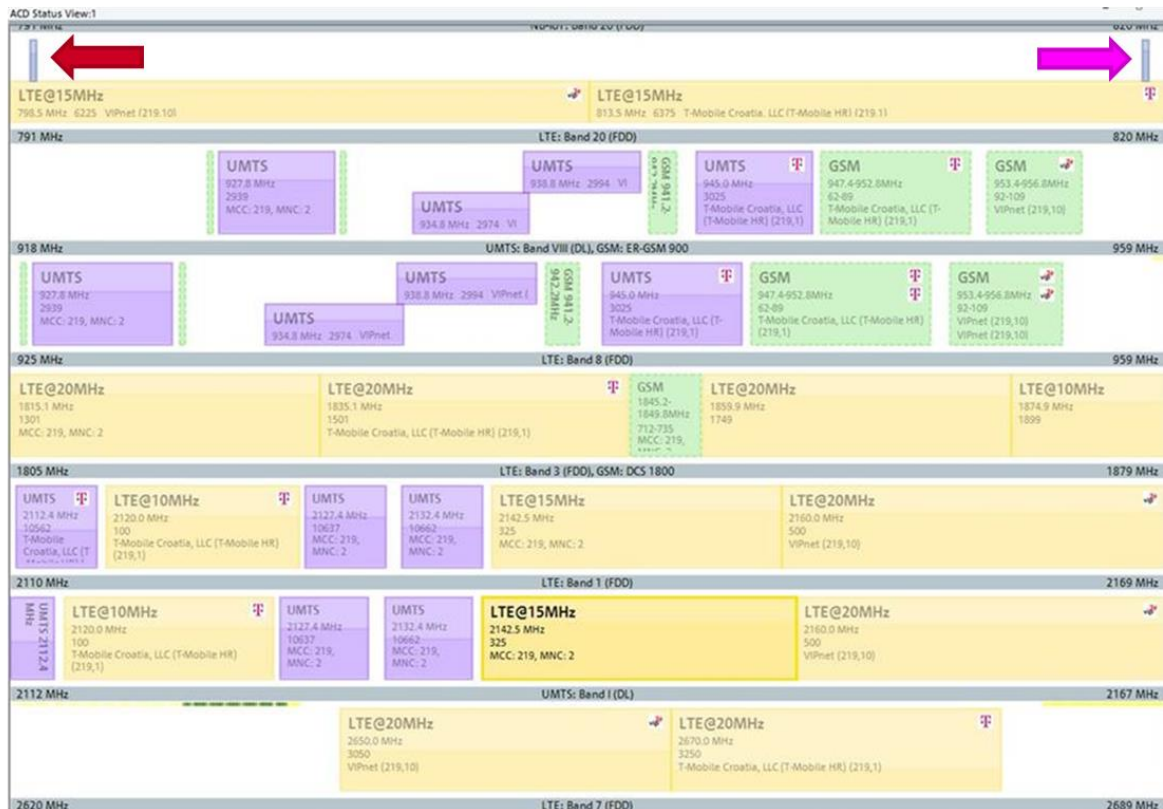 ACD Status View:1
791 MHz NB-IOT: Band 20 (FDD) 820 MHz
LTE@15MHz
798.5 MHz 6225 VIPnet (219,10)
LTE@15MHz
813.5 MHz 6375 T-Mobile Croatia, LLC (T-Mobile HR) (219,1)
791 MHz LTE: Band 20 (FDD) 820 MHz
UMTS
927.8 MHz
2939
MCC: 219, MNC: 2
UMTS
934.8 MHz 2974 VI
UMTS
938.8 MHz 2994 VI
GSM 941.2-
942.2MHz
UMTS
945.0 MHz
3025
T-Mobile Croatia, LLC
(T-Mobile HR) (219,1)
GSM
947.4-952.8MHz
62-89
T-Mobile Croatia, LLC (T-
Mobile HR) (219,1)
GSM
953.4-956.8MHz
92-109
VIPnet (219,10)
918 MHz UMTS: Band VIII (DL), GSM: ER-GSM 900 959 MHz
UMTS
927.8 MHz
2939
MCC: 219, MNC: 2
UMTS
934.8 MHz 2974 VIPnet
UMTS
938.8 MHz 2994 VIPnet (
GSM 941.2-
942.2MHz
UMTS
945.0 MHz
3025
T-Mobile Croatia, LLC (T-
Mobile HR) (219,1)
GSM
947.4-952.8MHz
62-89
T-Mobile Croatia, LLC (T-Mobile HR)
(219,1)
GSM
953.4-956.8MHz
92-109
VIPnet (219,10)
VIPnet (219,10)
925 MHz LTE: Band 8 (FDD) 959 MHz
LTE@20MHz
1815.1 MHz
1301
MCC: 219, MNC: 2
LTE@20MHz
1835.1 MHz
1501
T-Mobile Croatia, LLC (T-Mobile HR) (219,1)
GSM
1845.2-
1849.8MHz
712-735
MCC: 219,
MNC: 2
LTE@20MHz
1859.9 MHz
1749
LTE@10MHz
1874.9 MHz
1899
1805 MHz LTE: Band 3 (FDD), GSM: DCS 1800 1879 MHz
UMTS
2112.4 MHz
10562
T-Mobile
Croatia, LLC (T
LTE@10MHz
2120.0 MHz
100
T-Mobile Croatia, LLC (T-Mobile HR)
(219,1)
UMTS
2127.4 MHz
10637
MCC: 219,
MNC: 2
UMTS
2132.4 MHz
10662
MCC: 219,
MNC: 2
LTE@15MHz
2142.5 MHz
325
MCC: 219, MNC: 2
LTE@20MHz
2160.0 MHz
500
VIPnet (219,10)
2110 MHz LTE: Band 1 (FDD) 2169 MHz
UMTS 2112.4
MHz
LTE@10MHz
2120.0 MHz
100
T-Mobile Croatia, LLC (T-Mobile HR)
(219,1)
UMTS
2127.4 MHz
10637
MCC: 219,
MNC: 2
UMTS
2132.4 MHz
10662
MCC: 219,
MNC: 2
LTE@15MHz
2142.5 MHz
325
MCC: 219, MNC: 2
LTE@20MHz
2160.0 MHz
500
VIPnet (219,10)
2112 MHz UMTS: Band I (DL) 2167 MHz
LTE@20MHz
2650.0 MHz
3050
VIPnet (219,10)
LTE@20MHz
2670.0 MHz
3250
T-Mobile Croatia, LLC (T-Mobile HR) (219,1)
2620 MHz LTE: Band 7 (FDD) 2689 MHz